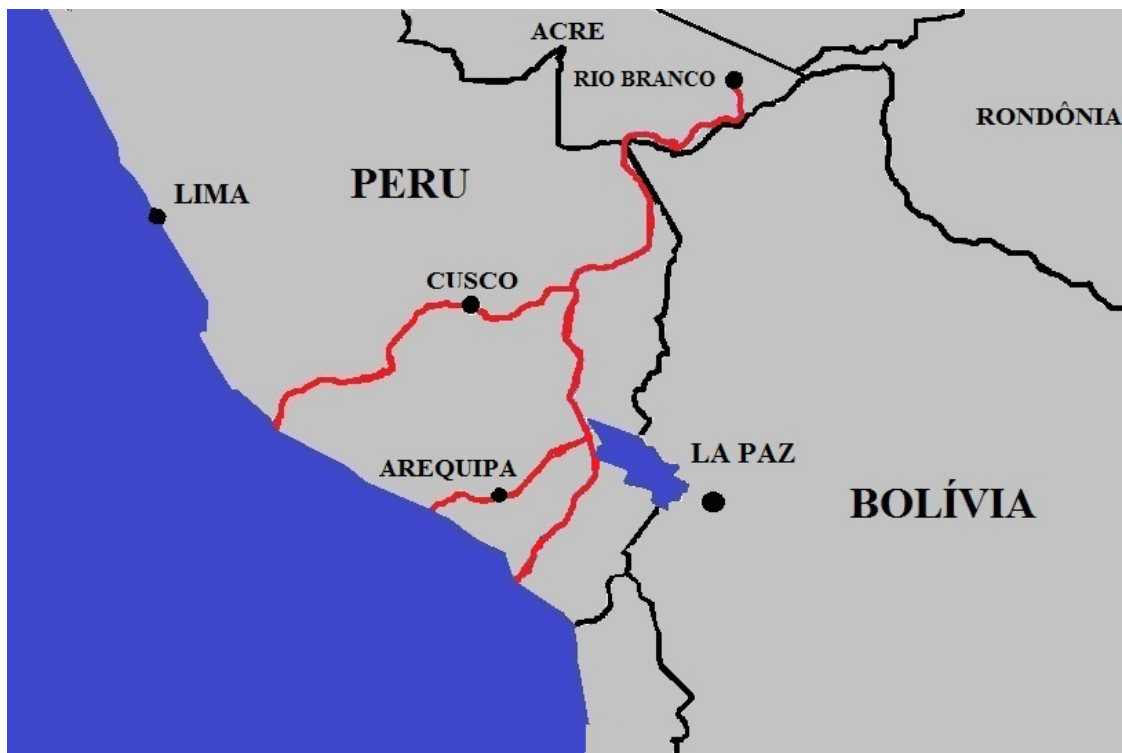 ACRE
RIO BRANCO
RONDÔNIA
PERU
LIMA
CUSCO
LA PAZ
AREQUIPA
BOLÍVIA